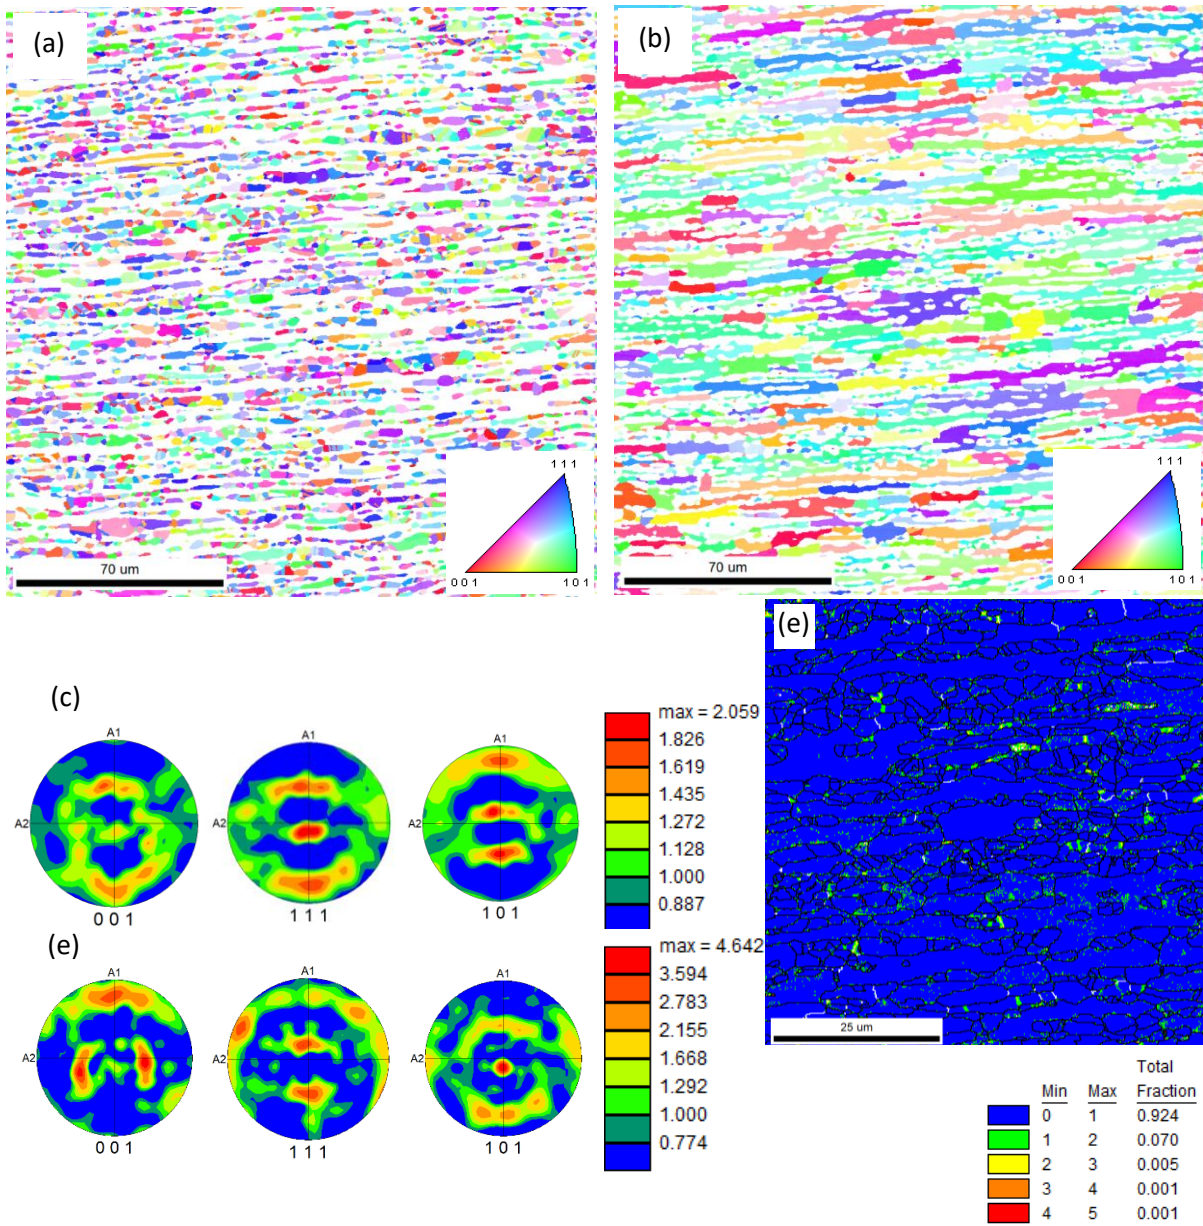 (a)
111
001
101
70 um
(b)
111
001
101
70 um
(c)
A1
A2
001
A1
111
A1
101
max = 2.059
1.826
1.619
1.435
1.272
1.128
1.000
0.887
(e)
A1
A2
001
A1
A2
111
A1
A2
101
max = 4.642
3.594
2.783
2.155
1.668
1.292
1.000
0.774
(e)
25 um
Total
Min Max Fraction
0 1 0.924
1 2 0.070
2 3 0.005
3 4 0.001
4 5 0.001